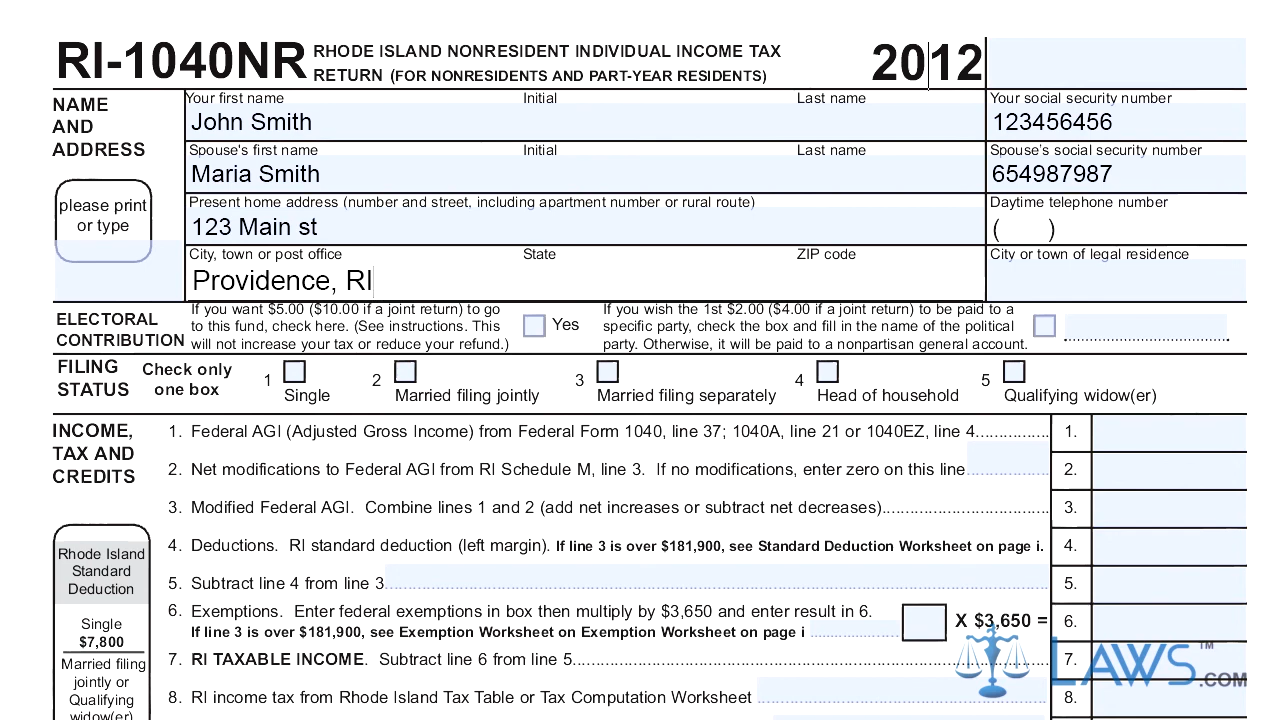 RI-1040NR RHODE ISLAND NONRESIDENT INDIVIDUAL INCOME TAX 2012
RETURN (FOR NONRESIDENTS AND PART-YEAR RESIDENTS)
NAME AND ADDRESS
please print or type
Your first name Initial Last name Your social security number
John Smith 123456456
Spouse's first name Initial Last name Spouse's social security number
Maria Smith 654987987
Present home address (number and street, including apartment number or rural route) Daytime telephone number
123 Main st ( )
City, town or post office State ZIP code City or town of legal residence
Providence, RI
ELECTORAL CONTRIBUTION
If you want $5.00 ($10.00 if a joint return) to go
to this fund, check here. (See instructions. This
will not increase your tax or reduce your refund.)
Yes
If you wish the 1st $2.00 ($4.00 if a joint return) to be paid to a
specific party, check the box and fill in the name of the political
party. Otherwise, it will be paid to a nonpartisan general account.
FILING STATUS
Check only one box
1 Single
2 Married filing jointly
3 Married filing separately
4 Head of household
5 Qualifying widow(er)
INCOME, TAX AND CREDITS
1. Federal AGI (Adjusted Gross Income) from Federal Form 1040, line 37; 1040A, line 21 or 1040EZ, line 4................ 1.
2. Net modifications to Federal AGI from RI Schedule M, line 3. If no modifications, enter zero on this line 2.
3. Modified Federal AGI. Combine lines 1 and 2 (add net increases or subtract net decreases).................................... 3.
4. Deductions. RI standard deduction (left margin). If line 3 is over $181,900, see Standard Deduction Worksheet on page i. 4.
5. Subtract line 4 from line 3 5.
6. Exemptions. Enter federal exemptions in box then multiply by $3,650 and enter result in 6.
If line 3 is over $181,900, see Exemption Worksheet on Exemption Worksheet on page i X $3,650 = 6.
7. RI TAXABLE INCOME. Subtract line 6 from line 5.................................................... 7.
8. RI income tax from Rhode Island Tax Table or Tax Computation Worksheet 8.
Rhode Island
Standard
Deduction
Single
$7,800
Married filing
jointly or
Qualifying
widow(er)
LAWS.COM TM